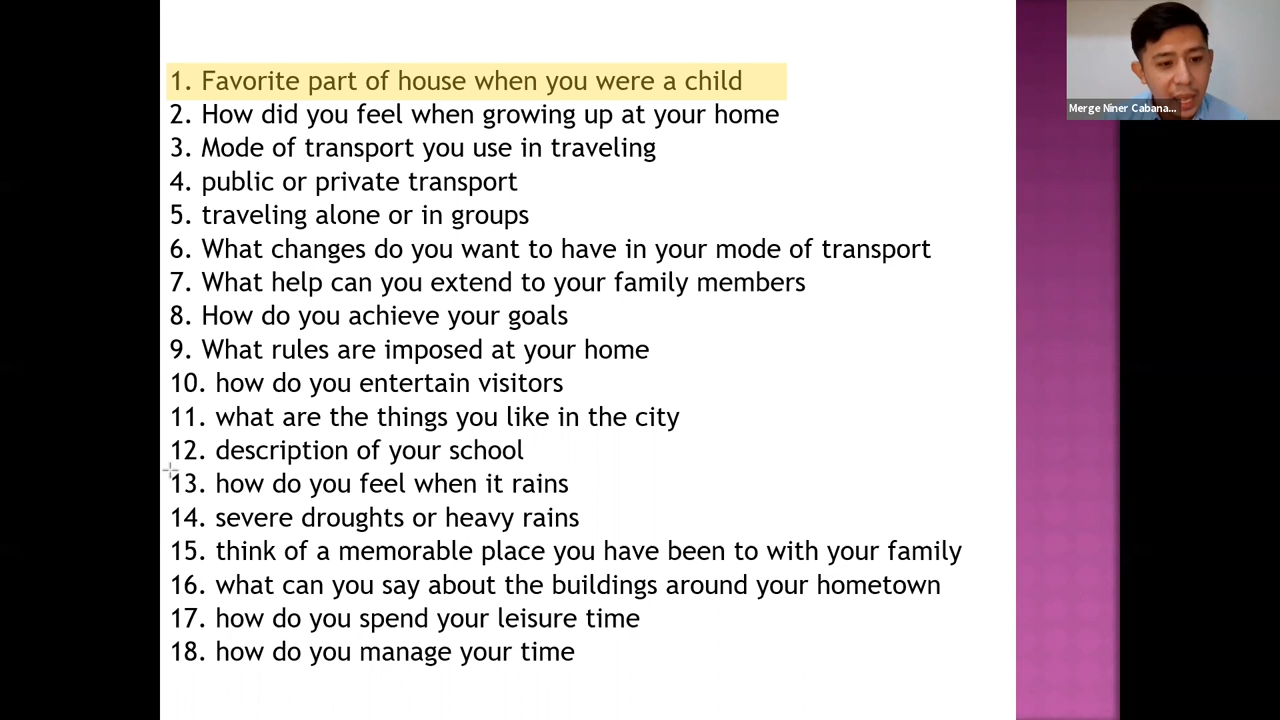 1. Favorite part of house when you were a child
2. How did you feel when growing up at your home
3. Mode of transport you use in traveling
4. public or private transport
5. traveling alone or in groups
6. What changes do you want to have in your mode of transport
7. What help can you extend to your family members
8. How do you achieve your goals
9. What rules are imposed at your home
10. how do you entertain visitors
11. what are the things you like in the city
12. description of your school
13. how do you feel when it rains
14. severe droughts or heavy rains
15. think of a memorable place you have been to with your family
16. what can you say about the buildings around your hometown
17. how do you spend your leisure time
18. how do you manage your time
Merge Niner Cabana...